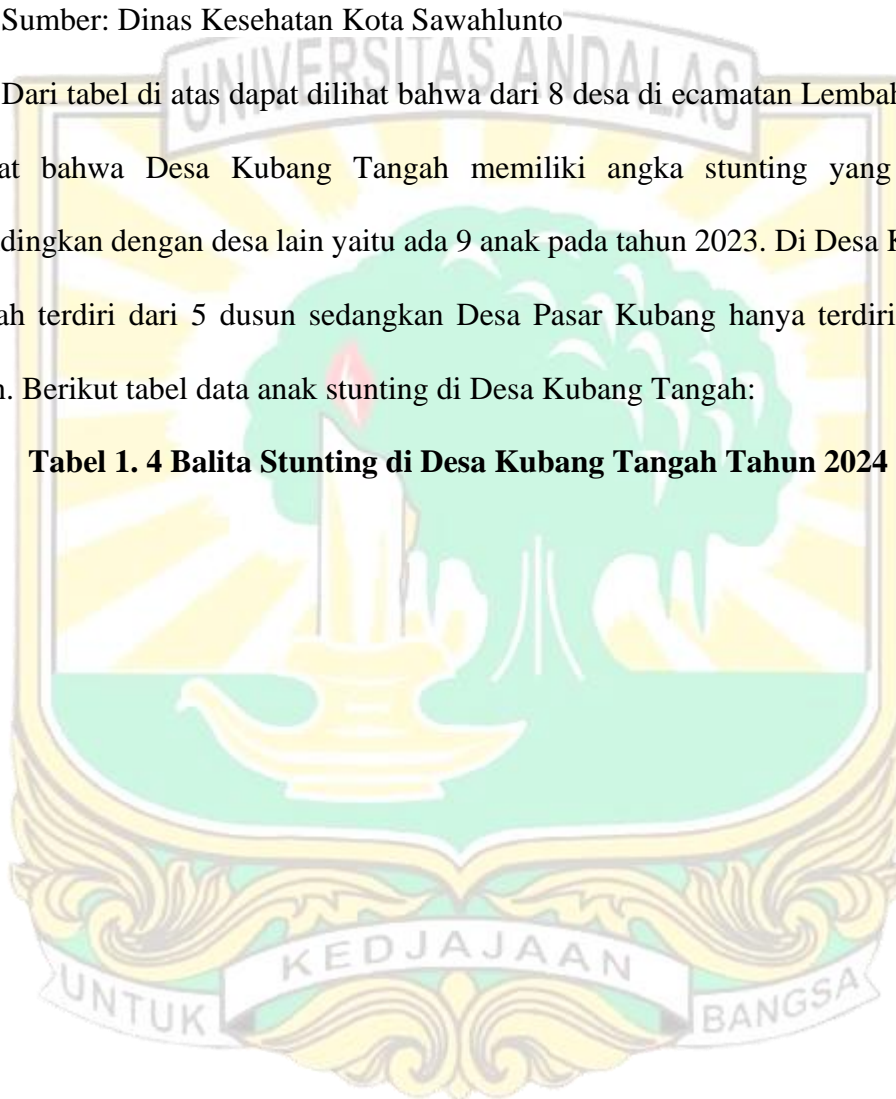 Sumber: Dinas Kesehatan Kota Sawahlunto
UNIVERSITAS ANDALAS
Dari tabel di atas dapat dilihat bahwa dari 8 desa di ecamatan Lembah
at bahwa Desa Kubang Tangah memiliki angka stunting yang
dingkan dengan desa lain yaitu ada 9 anak pada tahun 2023. Di Desa K
ah terdiri dari 5 dusun sedangkan Desa Pasar Kubang hanya terdiri
n. Berikut tabel data anak stunting di Desa Kubang Tangah:
Tabel 1. 4 Balita Stunting di Desa Kubang Tangah Tahun 2024
UNTUK KEDJAJAAN BANGSA